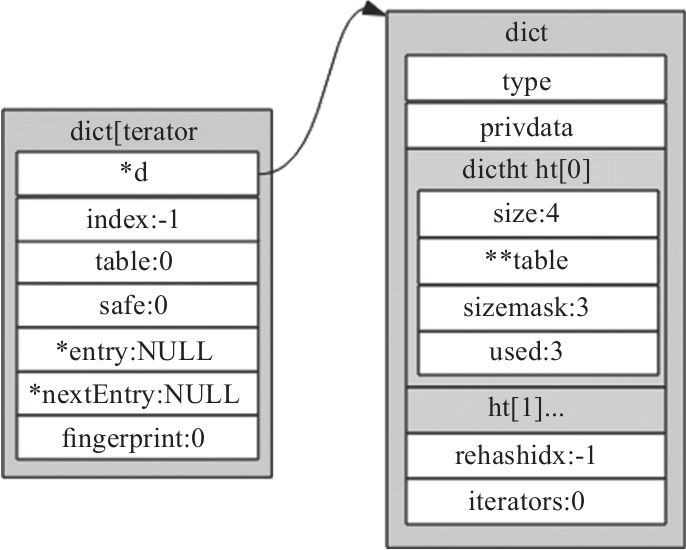 dict[terator
*d
index:-1
table:0
safe:0
*entry:NULL
*nextEntry:NULL
fingerprint:0
dict
type
privdata
dictht ht[0]
size:4
**table
sizemask:3
used:3
ht[1]...
rehashidx:-1
iterators:0